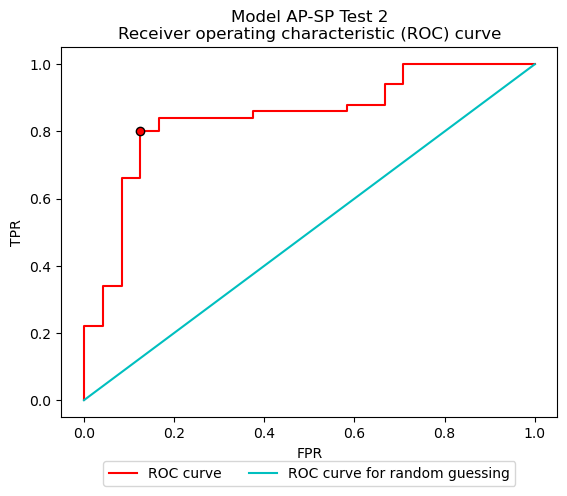 Model AP-SP Test 2
Receiver operating characteristic (ROC) curve
TPR
1.0
0.8
0.6
0.4
0.2
0.0
0.0 0.2 0.4 0.6 0.8 1.0
FPR
ROC curve ROC curve for random guessing